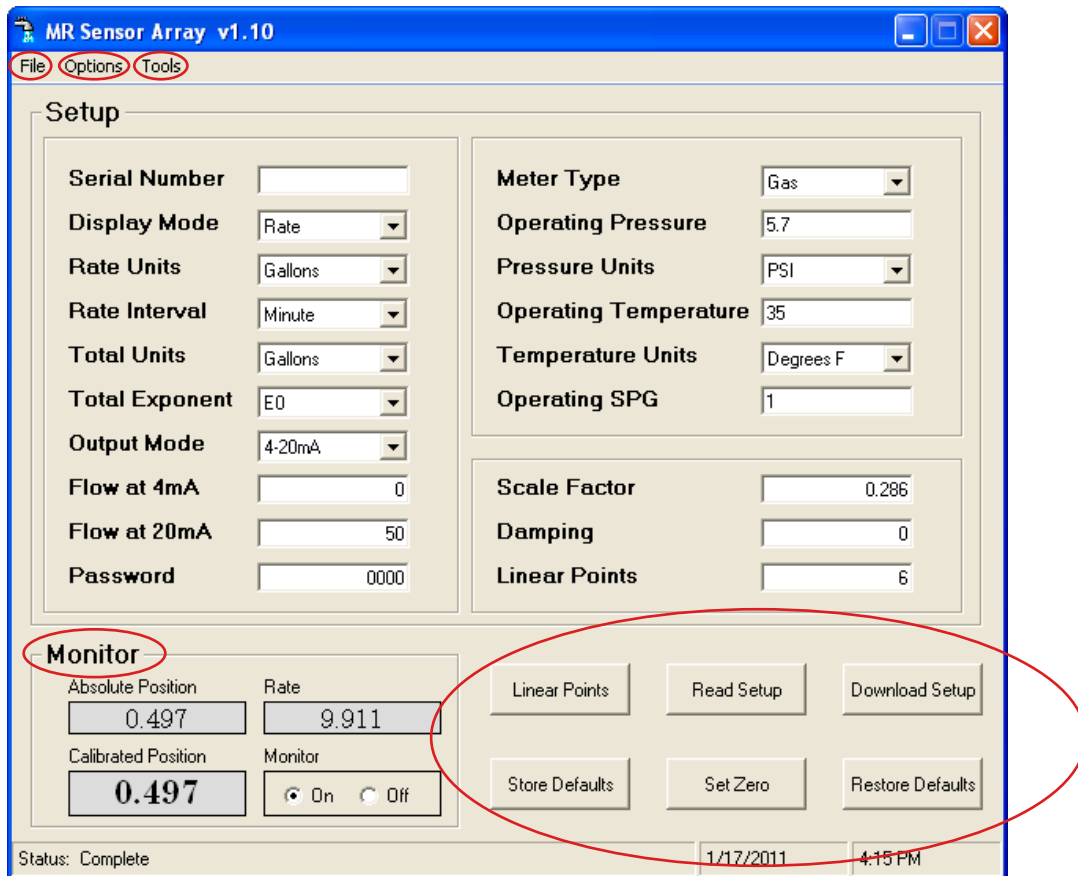 MR Sensor Array v1.10
File Options Tools
Setup
Serial Number
Display Mode Rate
Rate Units Gallons
Rate Interval Minute
Total Units Gallons
Total Exponent E0
Output Mode 4-20mA
Flow at 4mA 0
Flow at 20mA 50
Password 0000
Meter Type Gas
Operating Pressure 5.7
Pressure Units PSI
Operating Temperature 35
Temperature Units Degrees F
Operating SPG 1
Scale Factor 0.286
Damping 0
Linear Points 6
Monitor
Absolute Position Rate
0.497 9.911
Calibrated Position Monitor
0.497 On Off
Linear Points Read Setup Download Setup
Store Defaults Set Zero Restore Defaults
Status: Complete 1/17/2011 4:15 PM